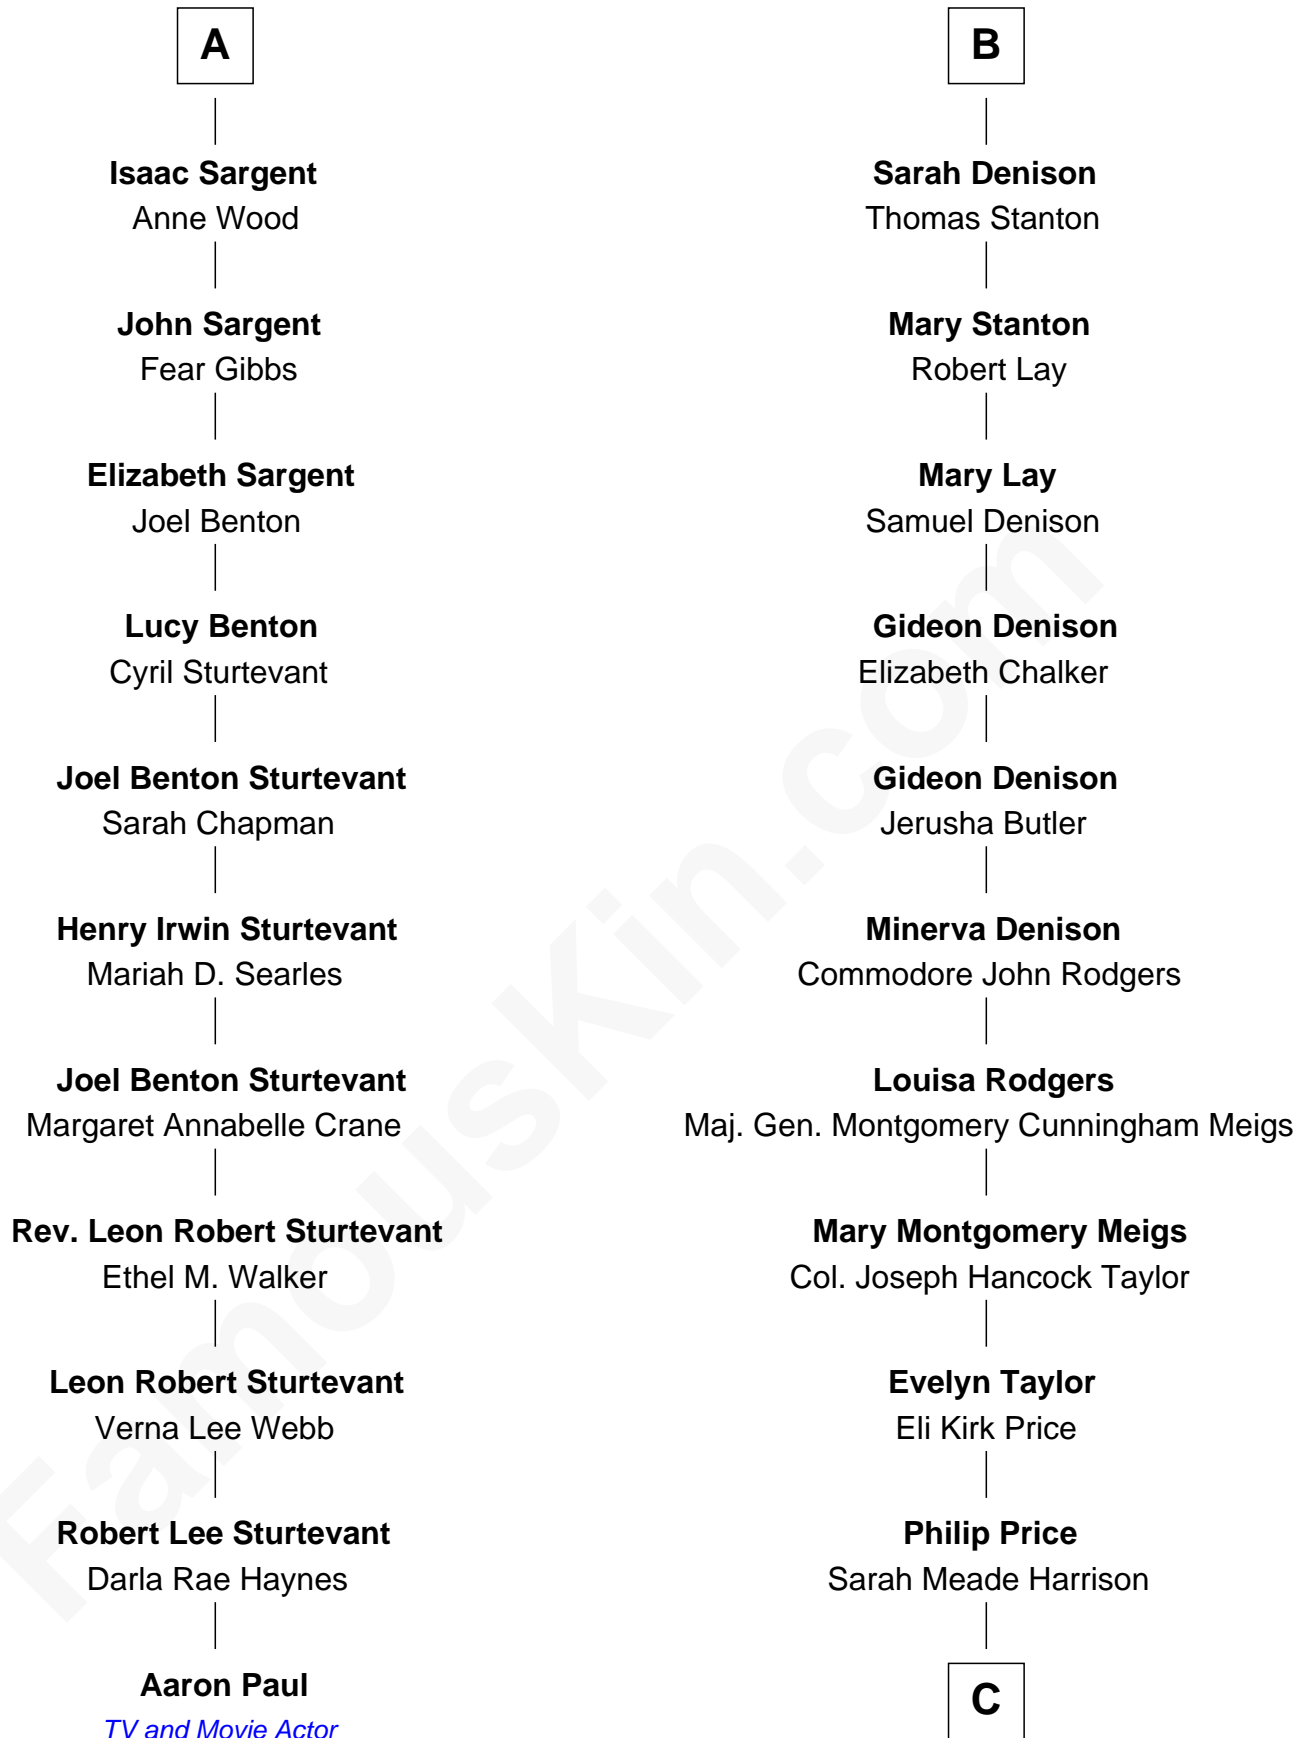 A
Isaac Sargent
Anne Wood
John Sargent
Fear Gibbs
Elizabeth Sargent
Joel Benton
Lucy Benton
Cyril Sturtevant
Joel Benton Sturtevant
Sarah Chapman
Henry Irwin Sturtevant
Mariah D. Searles
Joel Benton Sturtevant
Margaret Annabelle Crane
Rev. Leon Robert Sturtevant
Ethel M. Walker
Leon Robert Sturtevant
Verna Lee Webb
Robert Lee Sturtevant
Darla Rae Haynes
Aaron Paul
TV and Movie Actor
B
Sarah Denison
Thomas Stanton
Mary Stanton
Robert Lay
Mary Lay
Samuel Denison
Gideon Denison
Elizabeth Chalker
Gideon Denison
Jerusha Butler
Minerva Denison
Commodore John Rodgers
Louisa Rodgers
Maj. Gen. Montgomery Cunningham Meigs
Mary Montgomery Meigs
Col. Joseph Hancock Taylor
Evelyn Taylor
Eli Kirk Price
Philip Price
Sarah Meade Harrison
C
FamousKin.com